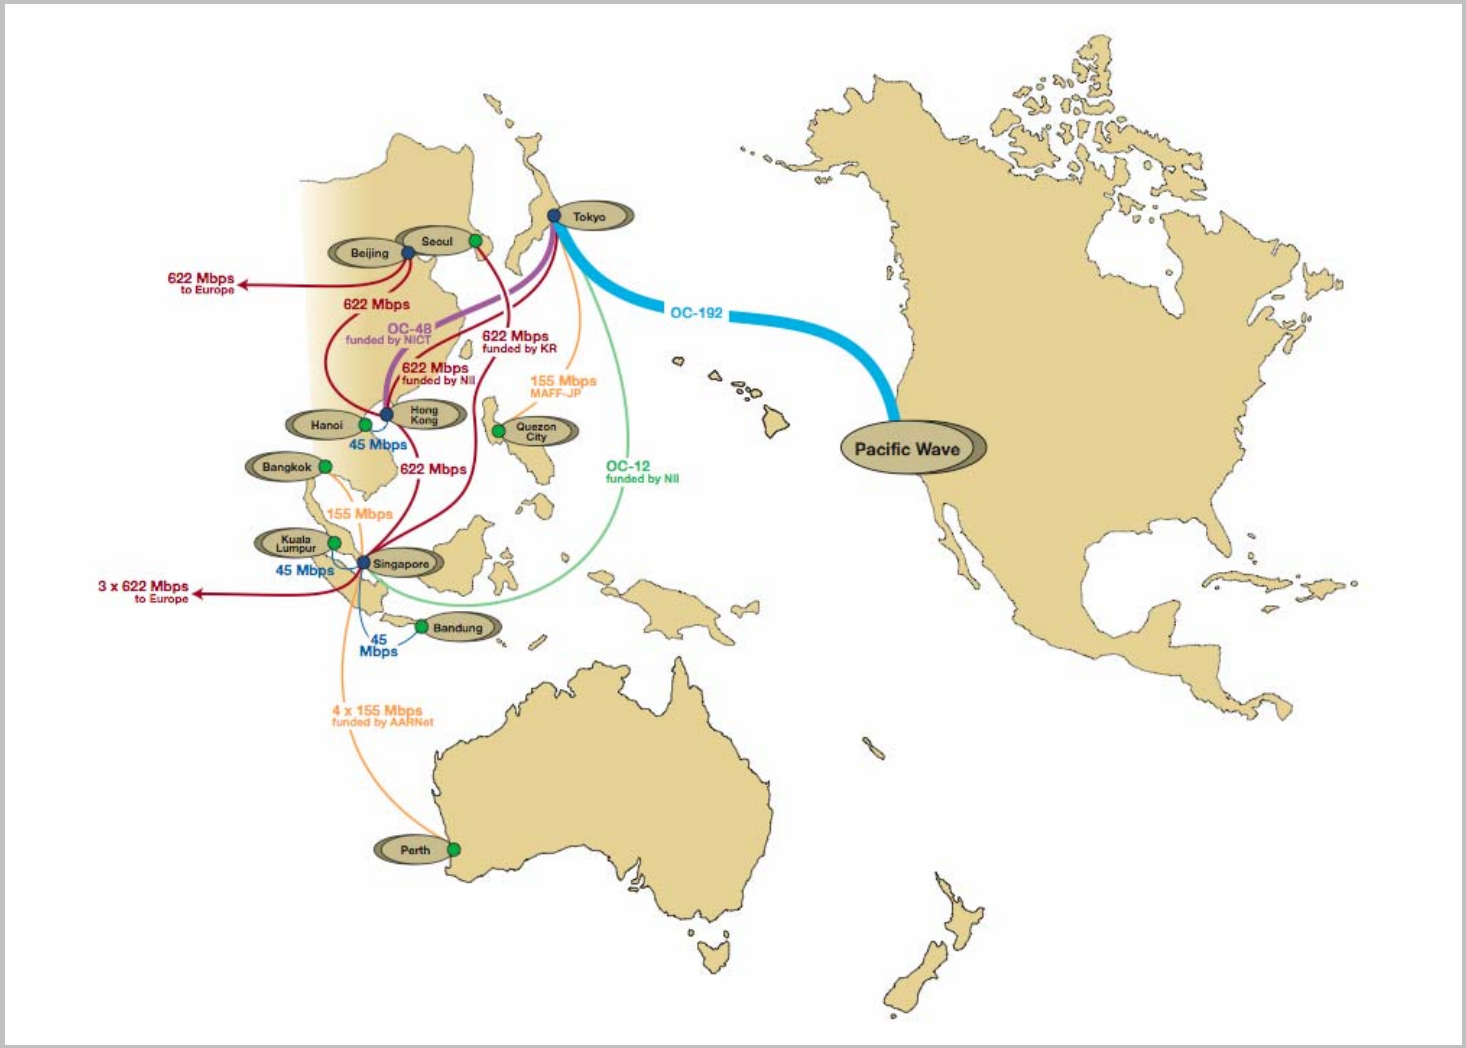 Tokyo
Seoul
Beijing
622 Mbps
to Europe
622 Mbps
OC-48
funded by NICT
622 Mbps
funded by KR
OC-192
622 Mbps
funded by NII
155 Mbps
MAFF-JP
Hong
Kong
Hanoi
Quezon
City
45 Mbps
Pacific Wave
Bangkok
622 Mbps
OC-12
funded by NII
155 Mbps
Kuala
Lumpur
Singapore
45 Mbps
3 x 622 Mbps
to Europe
Bandung
45
Mbps
4 x 155 Mbps
funded by AARNet
Perth